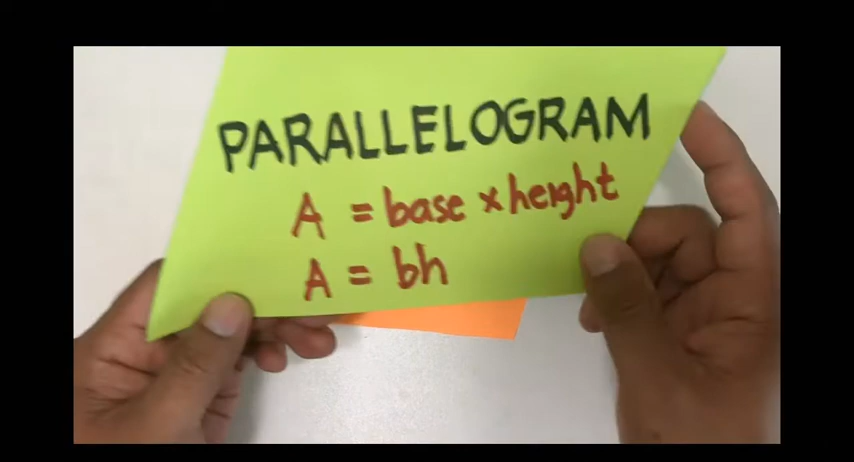 PARALLELOGRAM
A = base x height
A = bh